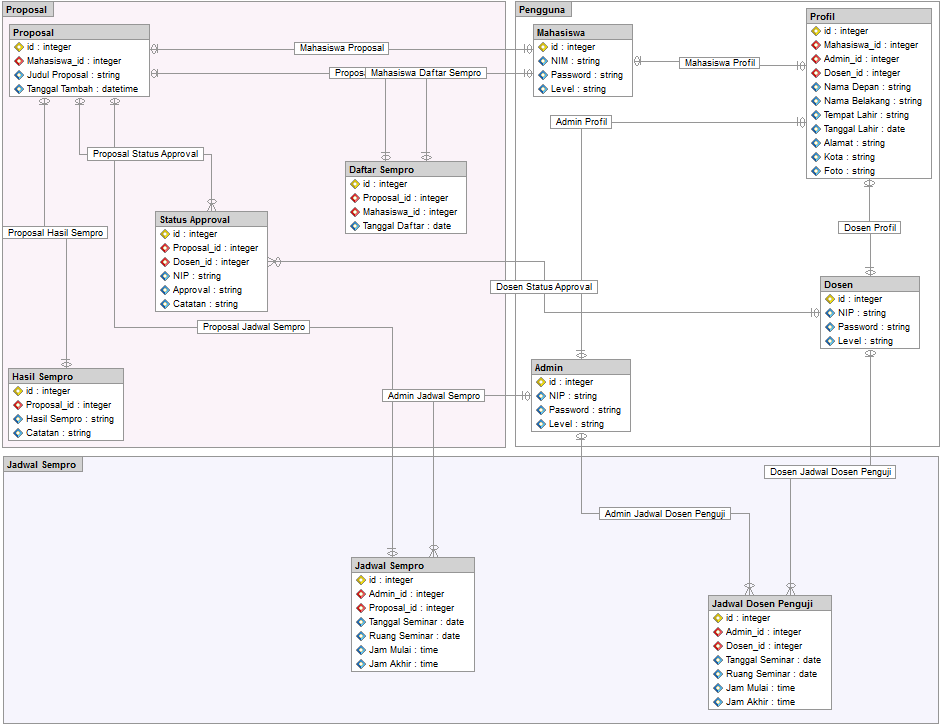 Proposal
Proposal
id : integer
Mahasiswa_id : integer
Judul Proposal : string
Tanggal Tambah : datetime
Mahasiswa Proposal
Propos
Mahasiswa Daftar Sempro
Proposal Status Approval
Daftar Sempro
id : integer
Proposal_id : integer
Mahasiswa_id : integer
Tanggal Daftar : date
Status Approval
id : integer
Proposal_id : integer
Dosen_id : integer
NIP : string
Approval : string
Catatan : string
Proposal Hasil Sempro
Proposal Jadwal Sempro
Hasil Sempro
id : integer
Proposal_id : integer
Hasil Sempro : string
Catatan : string
Pengguna
Mahasiswa
id : integer
NIM : string
Password : string
Level : string
Mahasiswa Profil
Profil
id : integer
Mahasiswa_id : integer
Admin_id : integer
Dosen_id : integer
Nama Depan : string
Nama Belakang : string
Tempat Lahir : string
Tanggal Lahir : date
Alamat : string
Kota : string
Foto : string
Admin Profil
Dosen Profil
Dosen Status Approval
Dosen
id : integer
NIP : string
Password : string
Level : string
Admin
id : integer
NIP : string
Password : string
Level : string
Admin Jadwal Sempro
Jadwal Sempro
Dosen Jadwal Dosen Penguji
Admin Jadwal Dosen Penguji
Jadwal Sempro
id : integer
Admin_id : integer
Proposal_id : integer
Tanggal Seminar : date
Ruang Seminar : date
Jam Mulai : time
Jam Akhir : time
Jadwal Dosen Penguji
id : integer
Admin_id : integer
Dosen_id : integer
Tanggal Seminar : date
Ruang Seminar : date
Jam Mulai : time
Jam Akhir : time